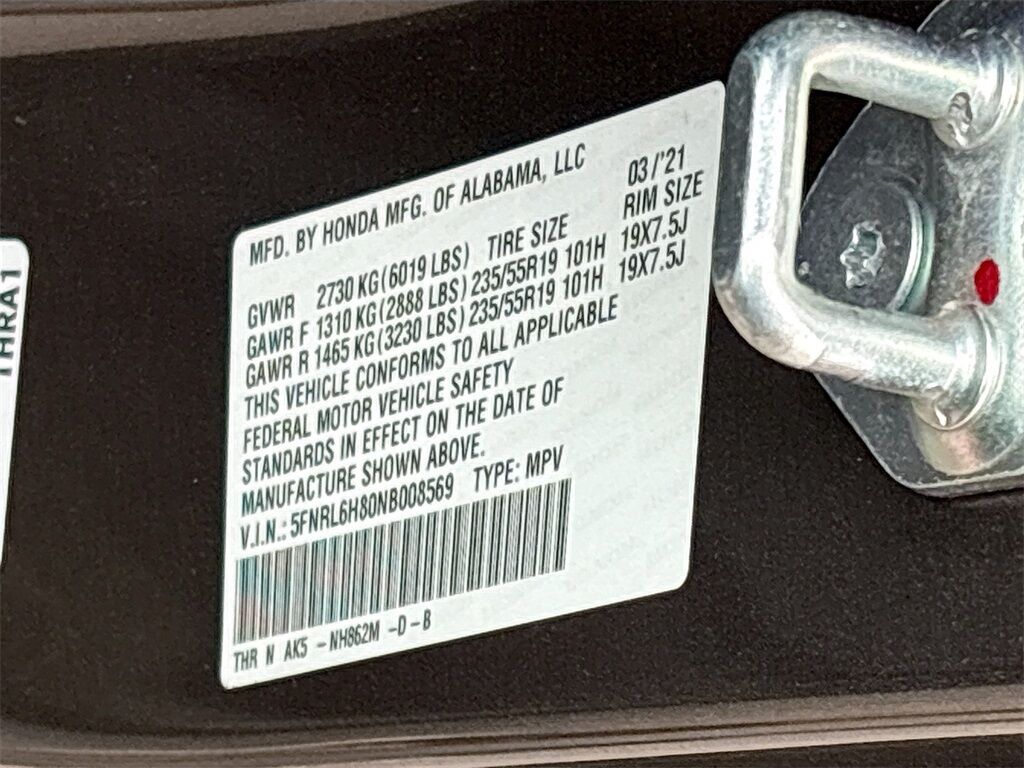 THRA1
MFD. BY HONDA MFG. OF ALABAMA, LLC 03/'21
GVWR 2730 KG(6019 LBS) TIRE SIZE RIM SIZE
GAWR F 1310 KG(2888 LBS) 235/55R19 101H 19X7.5J
GAWR R 1465 KG(3230 LBS) 235/55R19 101H 19X7.5J
THIS VEHICLE CONFORMS TO ALL APPLICABLE
FEDERAL MOTOR VEHICLE SAFETY
STANDARDS IN EFFECT ON THE DATE OF
MANUFACTURE SHOWN ABOVE.
V.I.N.: 5FNRL6H80NB008569 TYPE: MPV
THR N AK5 -NH862M -D-B